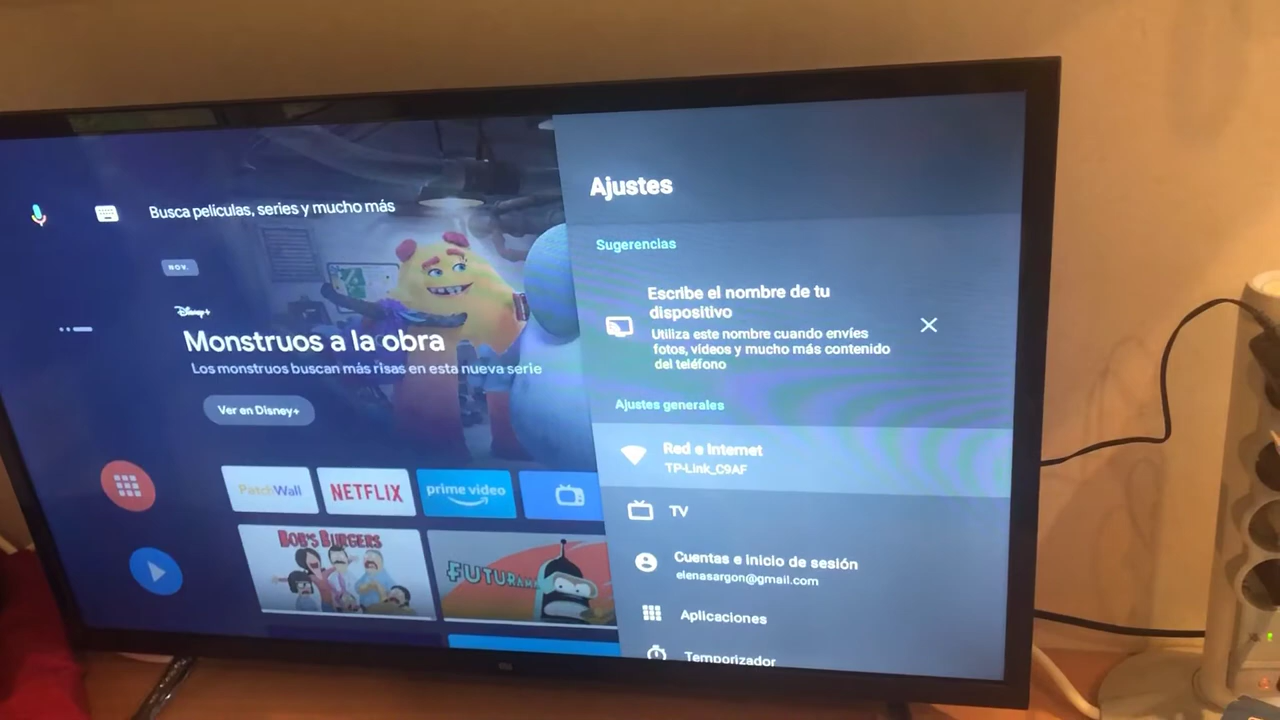 Busca películas, series y mucho más
NOV.
Disney+
Monstruos a la obra
Los monstruos buscan más risas en esta nueva serie
Ver en Disney+
PatchWall
NETFLIX
prime video
BOB'S BURGERS
FUTURAMA
Ajustes
Sugerencias
Escribe el nombre de tu
dispositivo
Utiliza este nombre cuando envíes
fotos, vídeos y mucho más contenido
del teléfono
Ajustes generales
Red e Internet
TP-Link_C9AF
TV
Cuentas e inicio de sesión
elenasargon@gmail.com
Aplicaciones
Temporizador
mi